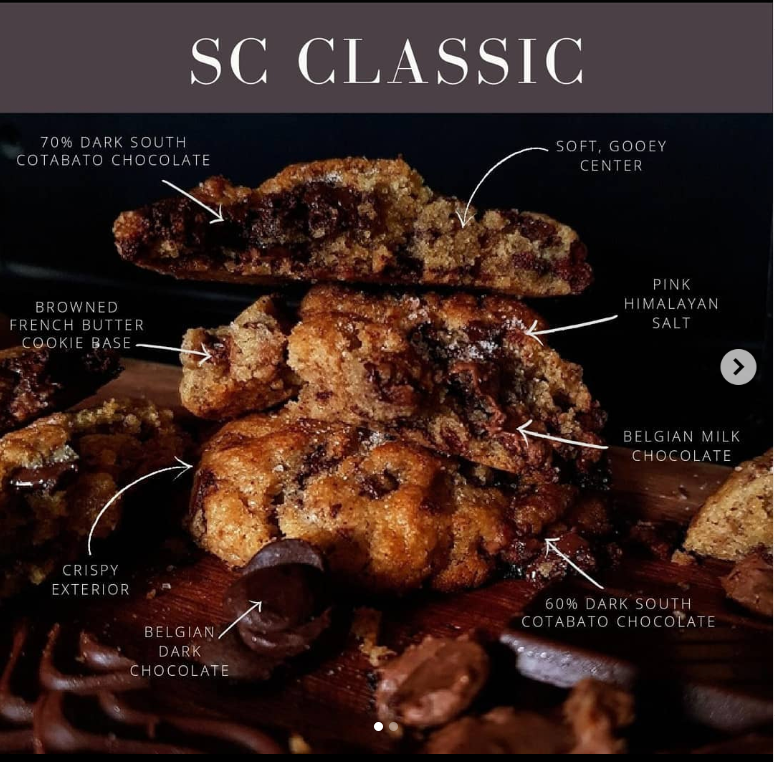 SC CLASSIC
70% DARK SOUTH
COTABATO CHOCOLATE
SOFT, GOOEY
CENTER
PINK
HIMALAYAN
SALT
BROWNED
FRENCH BUTTER
COOKIE BASE
BELGIAN MILK
CHOCOLATE
CRISPY
EXTERIOR
60% DARK SOUTH
COTABATO CHOCOLATE
BELGIAN
DARK
CHOCOLATE